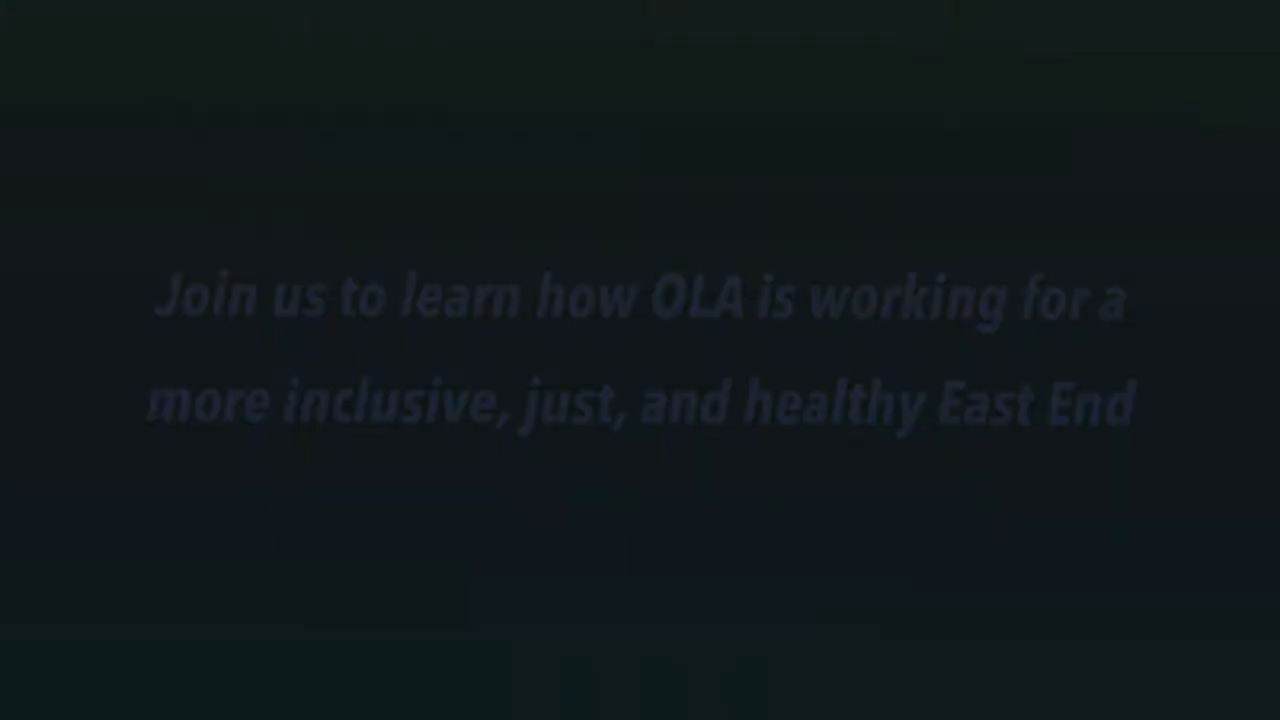 Join us to learn how OLA is working for a
more inclusive, just, and healthy East End